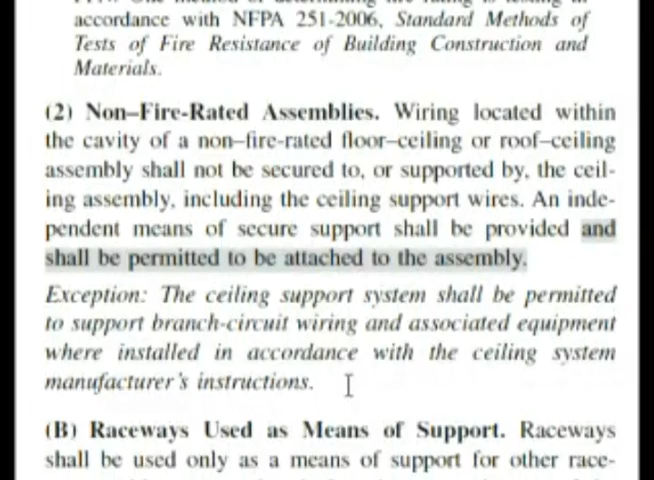 accordance with NFPA 251-2006, Standard Methods of
Tests of Fire Resistance of Building Construction and
Materials.
(2) Non–Fire-Rated Assemblies. Wiring located within
the cavity of a non–fire-rated floor–ceiling or roof–ceiling
assembly shall not be secured to, or supported by, the ceil-
ing assembly, including the ceiling support wires. An inde-
pendent means of secure support shall be provided and
shall be permitted to be attached to the assembly.
Exception: The ceiling support system shall be permitted
to support branch-circuit wiring and associated equipment
where installed in accordance with the ceiling system
manufacturer's instructions.
(B) Raceways Used as Means of Support. Raceways
shall be used only as a means of support for other race-